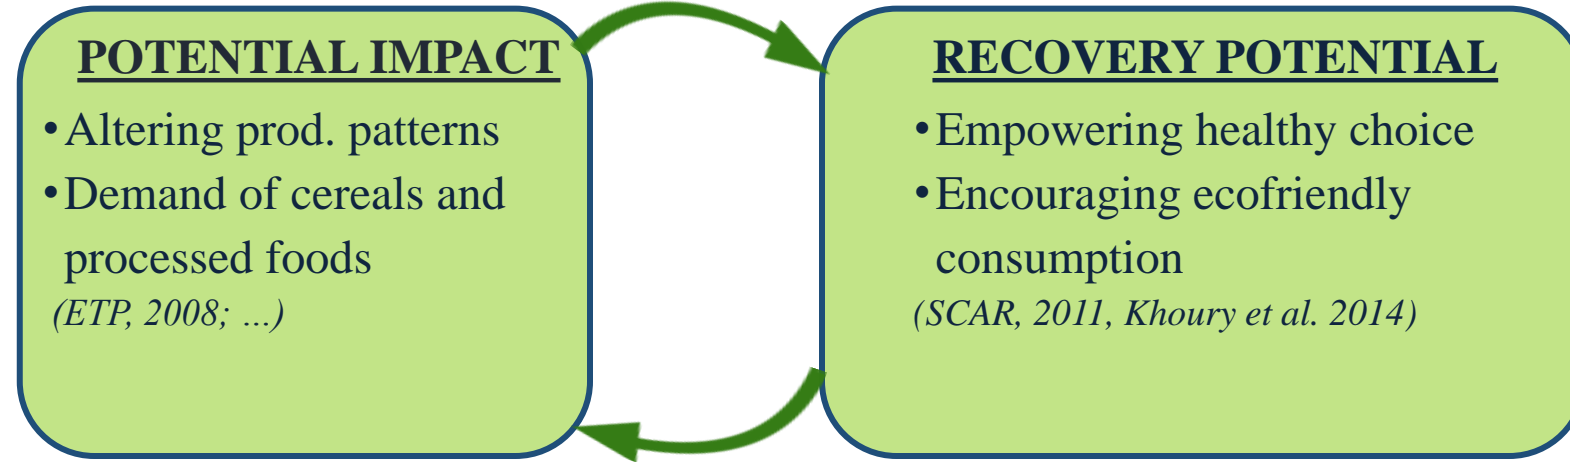 POTENTIAL IMPACT
•Altering prod. patterns
•Demand of cereals and
processed foods
(ETP, 2008; ...)
RECOVERY POTENTIAL
•Empowering healthy choice
•Encouraging ecofriendly
consumption
(SCAR, 2011, Khoury et al. 2014)